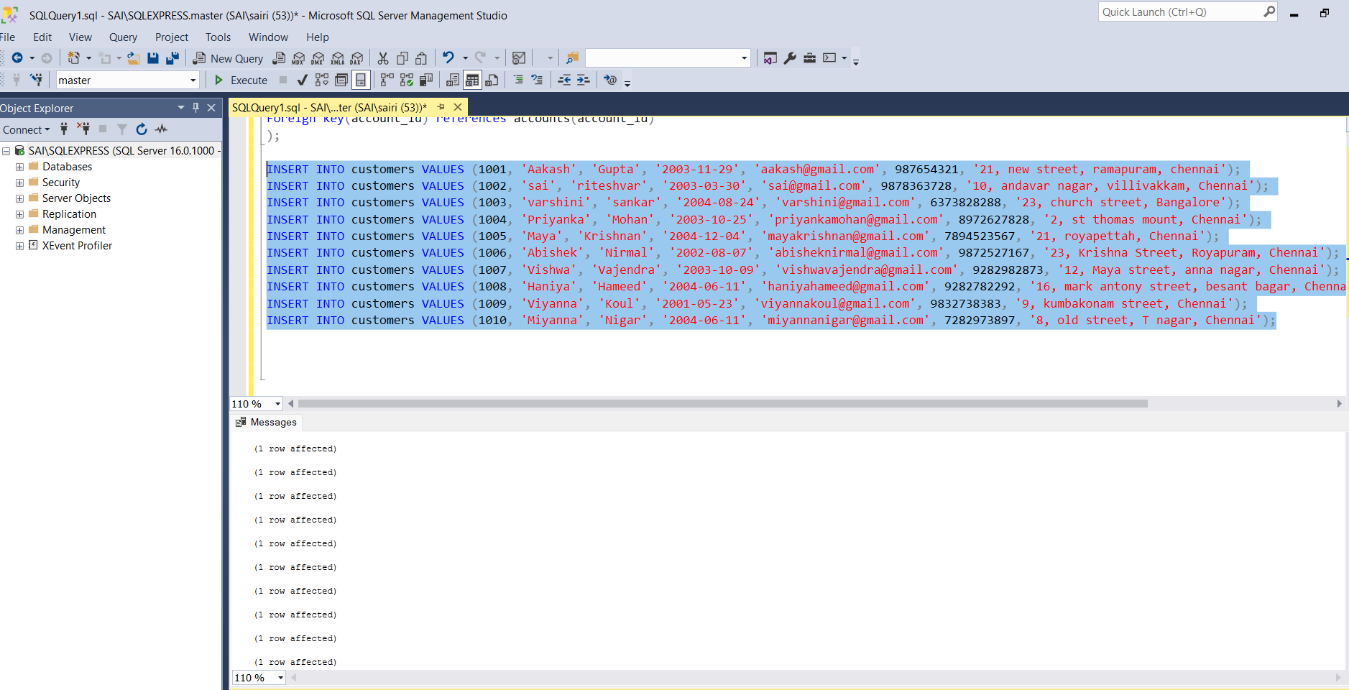 SQLQuery1.sql - SAI\SQLEXPRESS.master (SAI\sairi (53))* - Microsoft SQL Server Management Studio
Quick Launch (Ctrl+Q)
File Edit View Query Project Tools Window Help
New Query
MDX DMX XMLA DAX
master
Execute
Object Explorer
SQLQuery1.sql - SAI\...ter (SAI\sairi (53))*
Connect
SAI\SQLEXPRESS (SQL Server 16.0.1000 -
Databases
Security
Server Objects
Replication
Management
XEvent Profiler
Foreign key(account_id) references accounts(account_id)
);
INSERT INTO customers VALUES (1001, 'Aakash', 'Gupta', '2003-11-29', 'aakash@gmail.com', 987654321, '21, new street, ramapuram, chennai');
INSERT INTO customers VALUES (1002, 'sai', 'riteshvar', '2003-03-30', 'sai@gmail.com', 9878363728, '10, andavar nagar, villivakkam, Chennai');
INSERT INTO customers VALUES (1003, 'varshini', 'sankar', '2004-08-24', 'varshini@gmail.com', 6373828288, '23, church street, Bangalore');
INSERT INTO customers VALUES (1004, 'Priyanka', 'Mohan', '2003-10-25', 'priyankamohan@gmail.com', 8972627828, '2, st thomas mount, Chennai');
INSERT INTO customers VALUES (1005, 'Maya', 'Krishnan', '2004-12-04', 'mayakrishnan@gmail.com', 7894523567, '21, royapettah, Chennai');
INSERT INTO customers VALUES (1006, 'Abishek', 'Nirmal', '2002-08-07', 'abisheknirmal@gmail.com', 9872527167, '23, Krishna Street, Royapuram, Chennai');
INSERT INTO customers VALUES (1007, 'Vishwa', 'Vajendra', '2003-10-09', 'vishwavajendra@gmail.com', 9282982873, '12, Maya street, anna nagar, Chennai');
INSERT INTO customers VALUES (1008, 'Haniya', 'Hameed', '2004-06-11', 'haniyahameed@gmail.com', 9282782292, '16, mark antony street, besant bagar, Chenna
INSERT INTO customers VALUES (1009, 'Viyanna', 'Koul', '2001-05-23', 'viyannakoul@gmail.com', 9832738383, '9, kumbakonam street, Chennai');
INSERT INTO customers VALUES (1010, 'Miyanna', 'Nigar', '2004-06-11', 'miyannanigar@gmail.com', 7282973897, '8, old street, T nagar, Chennai');
110 %
Messages
(1 row affected)
(1 row affected)
(1 row affected)
(1 row affected)
(1 row affected)
(1 row affected)
(1 row affected)
(1 row affected)
(1 row affected)
(1 row affected)
110 %